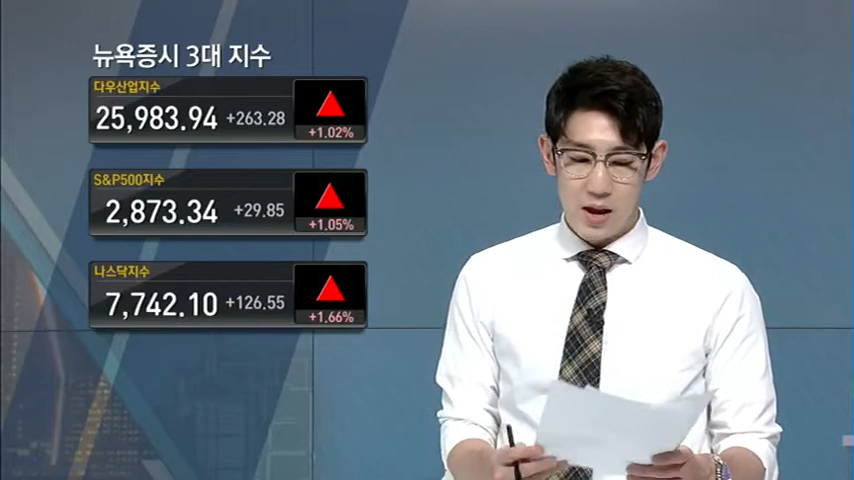 뉴욕증시 3대 지수
다우산업지수
25,983.94 +263.28
+1.02%
S&P500지수
2,873.34 +29.85
+1.05%
나스닥지수
7,742.10 +126.55
+1.66%